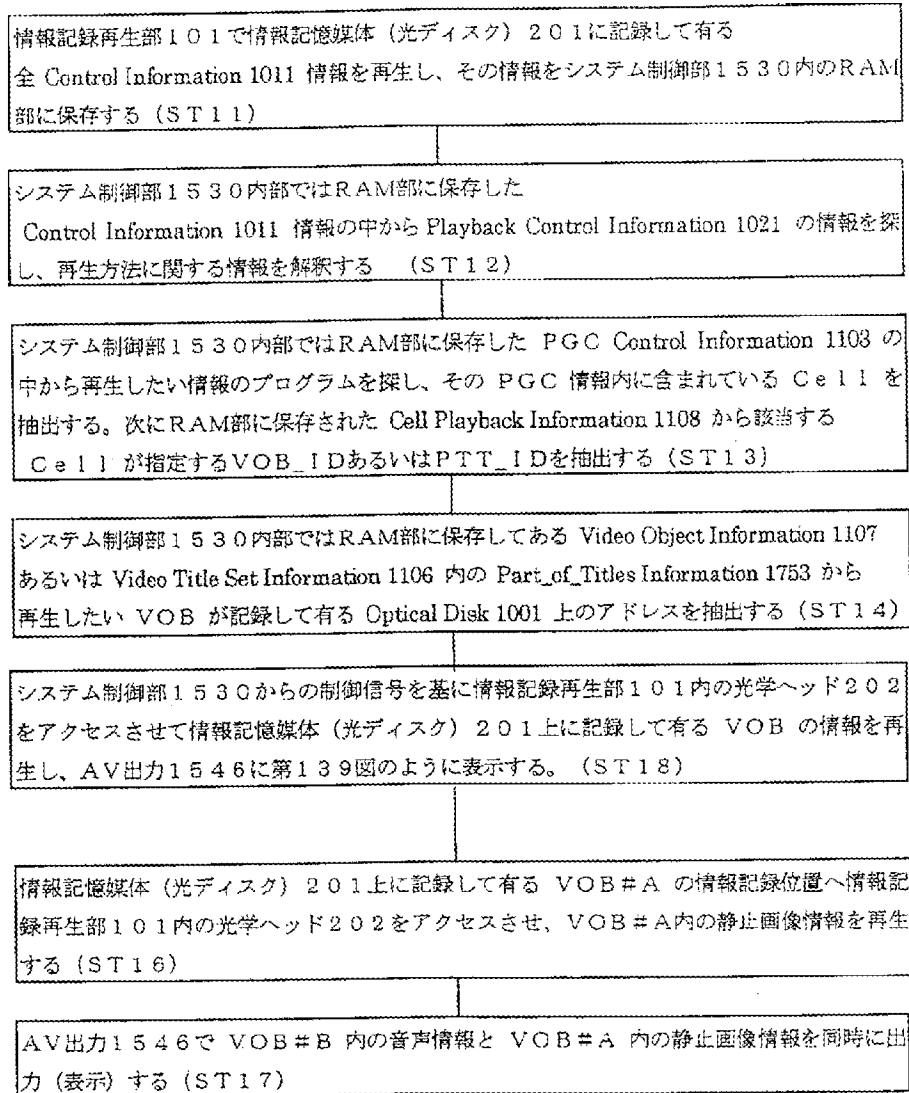 情報記録再生部101で情報記憶媒体（光ディスク）201に記録して有る
全 Control Information 1011 情報を再生し、その情報をシステム制御部1530内のRAM
部に保存する（ST11）
システム制御部1530内部ではRAM部に保存した
Control Information 1011 情報の中から Playback Control Information 1021 の情報を探
し、再生方法に関する情報を解釈する （ST12）
システム制御部1530内部ではRAM部に保存した PGC Control Information 1103 の
中から再生したい情報のプログラムを探し、その PGC 情報内に含まれている Cell を
抽出する。次にRAM部に保存された Cell Playback Information 1108 から該当する
Cell が指定するVOB_IDあるいはPTT_IDを抽出する（ST13）
システム制御部1530内部ではRAM部に保存してある Video Object Information 1107
あるいは Video Title Set Information 1106 内の Part_of_Titles Information 1753 から
再生したい VOB が記録して有る Optical Disk 1001 上のアドレスを抽出する（ST14）
システム制御部1530からの制御信号を基に情報記録再生部101内の光学ヘッド202
をアクセスさせて情報記憶媒体（光ディスク）201上に記録して有る VOB の情報を再
生し、AV出力1546に第139図のように表示する。（ST18）
情報記憶媒体（光ディスク）201上に記録して有る VOB#A の情報記録位置へ情報記
録再生部101内の光学ヘッド202をアクセスさせ、VOB#A内の静止画像情報を再生
する（ST16）
AV出力1546で VOB#B 内の音声情報と VOB#A 内の静止画像情報を同時に出
力（表示）する（ST17）